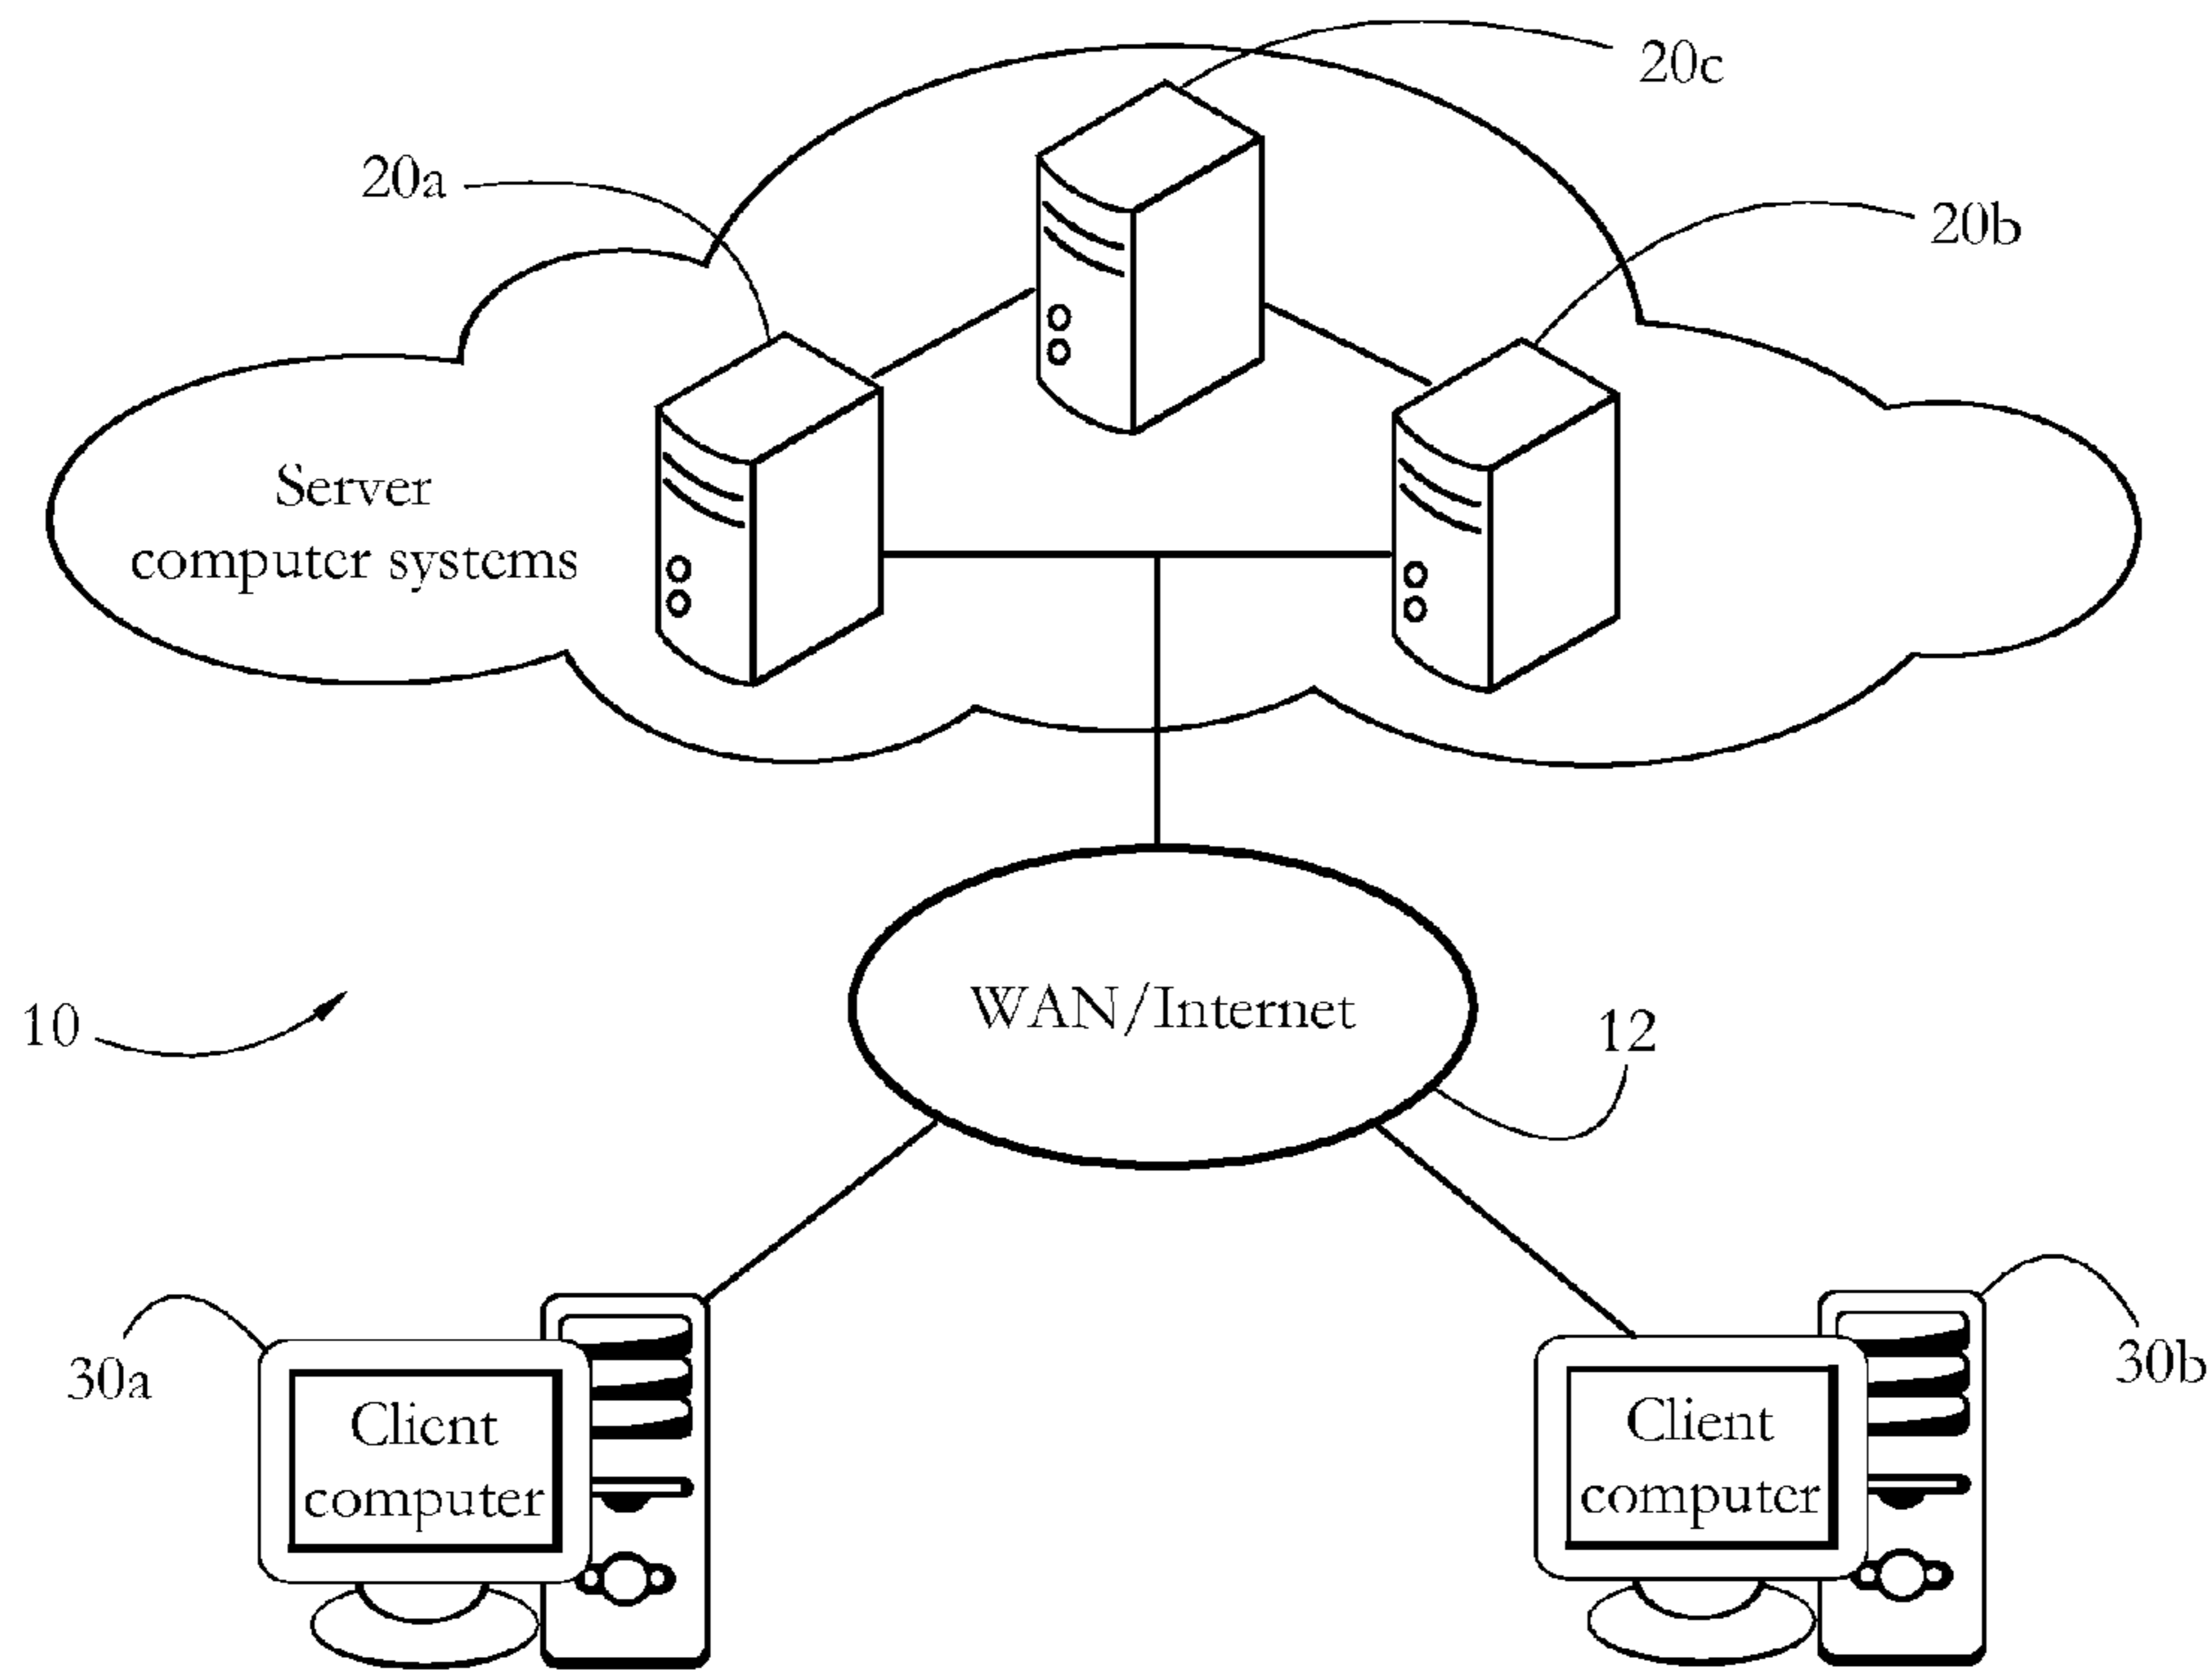 20c
20a
20b
Server
computer systems
WAN/Internet
10
12
30a
30b
Client
computer
Client
computer